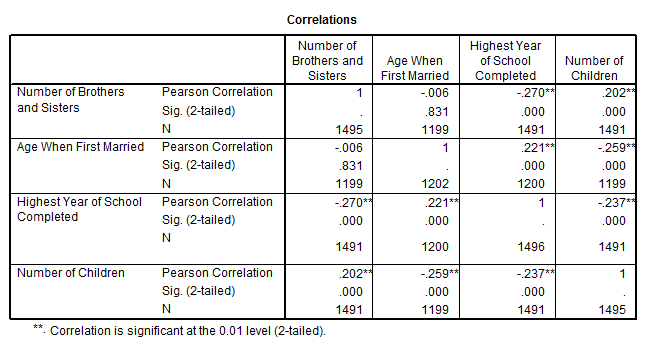 Correlations
Number of Brothers and Sisters Age When First Married Highest Year of School Completed Number of Children
Number of Brothers and Sisters Pearson Correlation 1 -.006 -.270** .202**
Sig. (2-tailed) . .831 .000 .000
N 1495 1199 1491 1491
Age When First Married Pearson Correlation -.006 1 .221** -.259**
Sig. (2-tailed) .831 . .000 .000
N 1199 1202 1200 1199
Highest Year of School Completed Pearson Correlation -.270** .221** 1 -.237**
Sig. (2-tailed) .000 .000 . .000
N 1491 1200 1496 1491
Number of Children Pearson Correlation .202** -.259** -.237** 1
Sig. (2-tailed) .000 .000 .000 .
N 1491 1199 1491 1495
**. Correlation is significant at the 0.01 level (2-tailed).